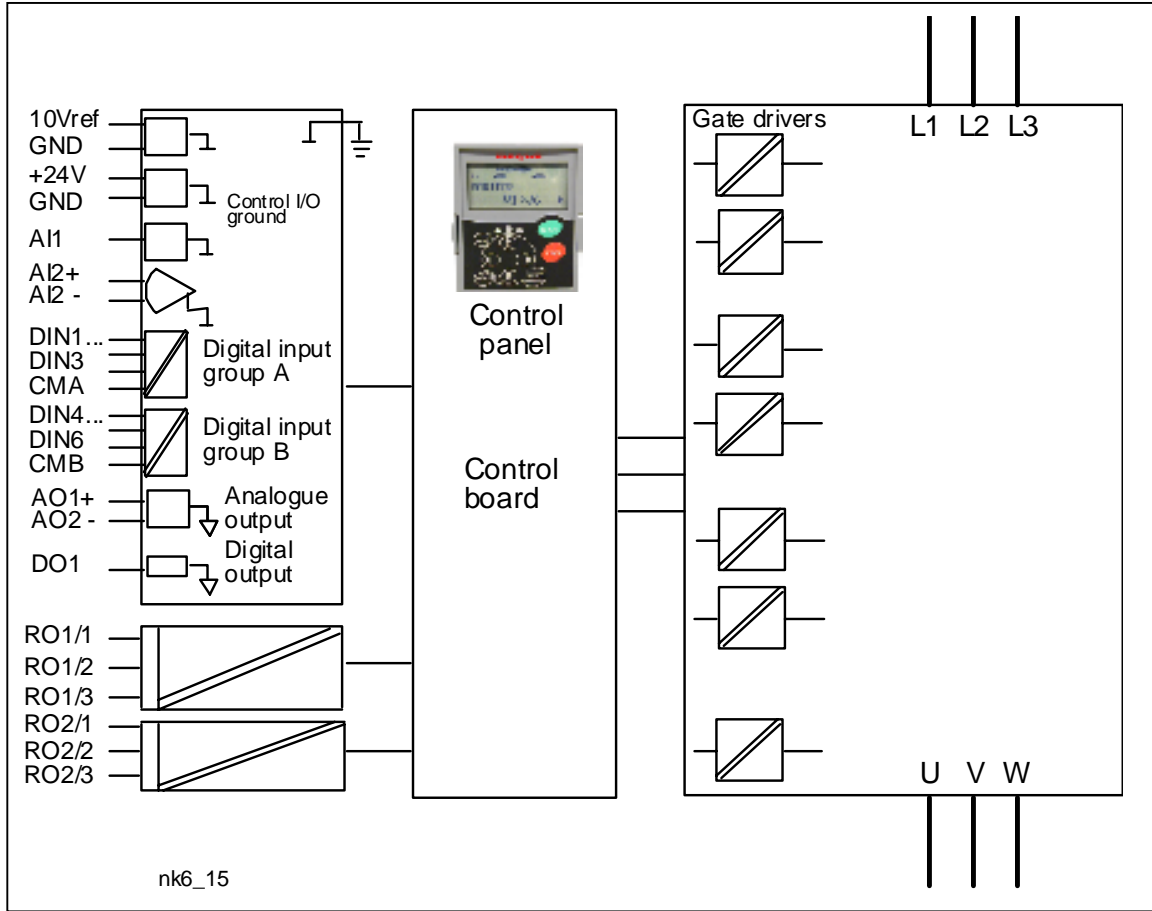 10Vref
GND
+24V
GND
Control I/O
ground
AI1
AI2+
AI2 -
DIN1...
DIN3
CMA
Digital input
group A
DIN4...
DIN6
CMB
Digital input
group B
AO1+
AO2 -
Analogue
output
DO1
Digital
output
RO1/1
RO1/2
RO1/3
RO2/1
RO2/2
RO2/3
Control
panel
Control
board
Gate drivers
L1 L2 L3
U V W
nk6_15